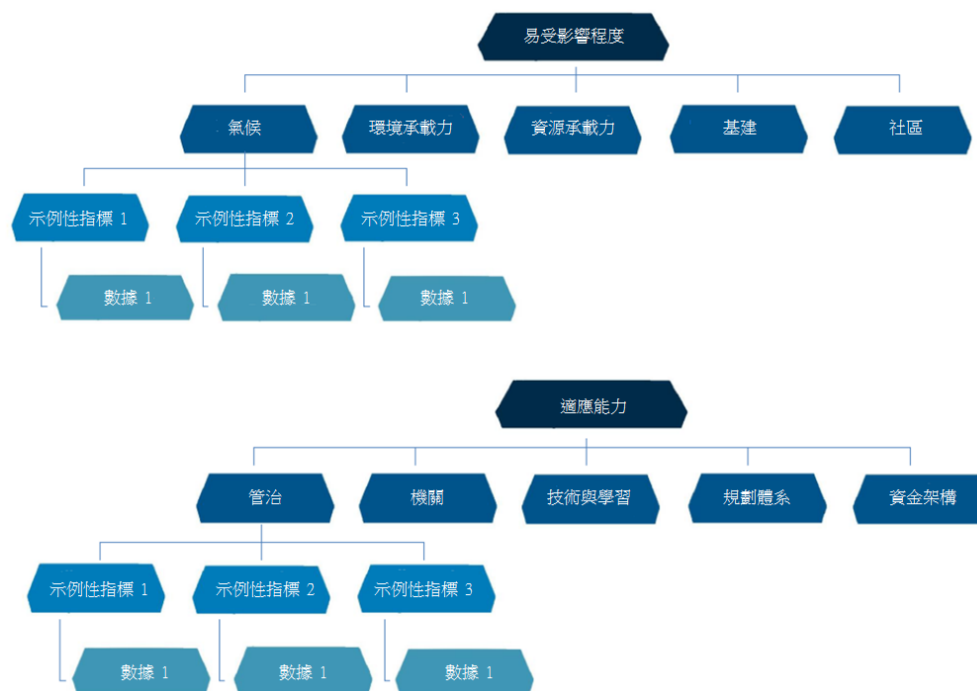 易受影響程度
氣候
環境承載力
資源承載力
基建
社區
示例性指標 1
示例性指標 2
示例性指標 3
數據 1
數據 1
數據 1
適應能力
管治
機關
技術與學習
規劃體系
資金架構
示例性指標 1
示例性指標 2
示例性指標 3
數據 1
數據 1
數據 1